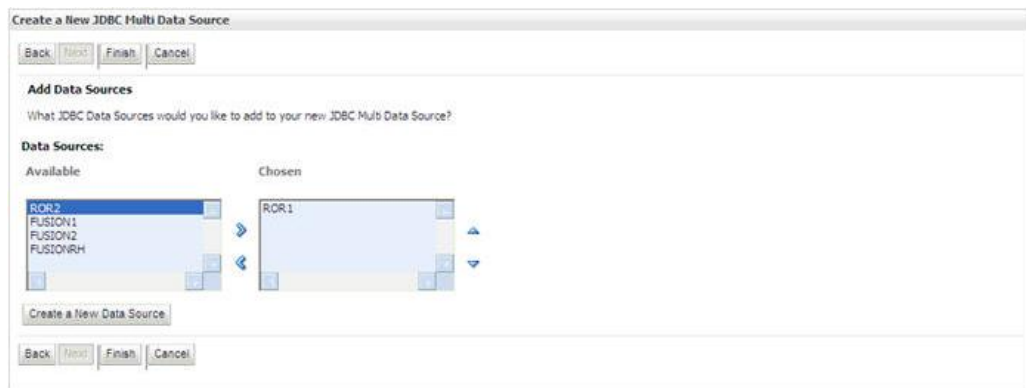 Create a New JDBC Multi Data Source
Back Next Finish Cancel
Add Data Sources
What JDBC Data Sources would you like to add to your new JDBC Multi Data Source?
Data Sources:
Available Chosen
ROR2 ROR1
FUSION1
FUSION2
FUSIONRH
Create a New Data Source
Back Next Finish Cancel